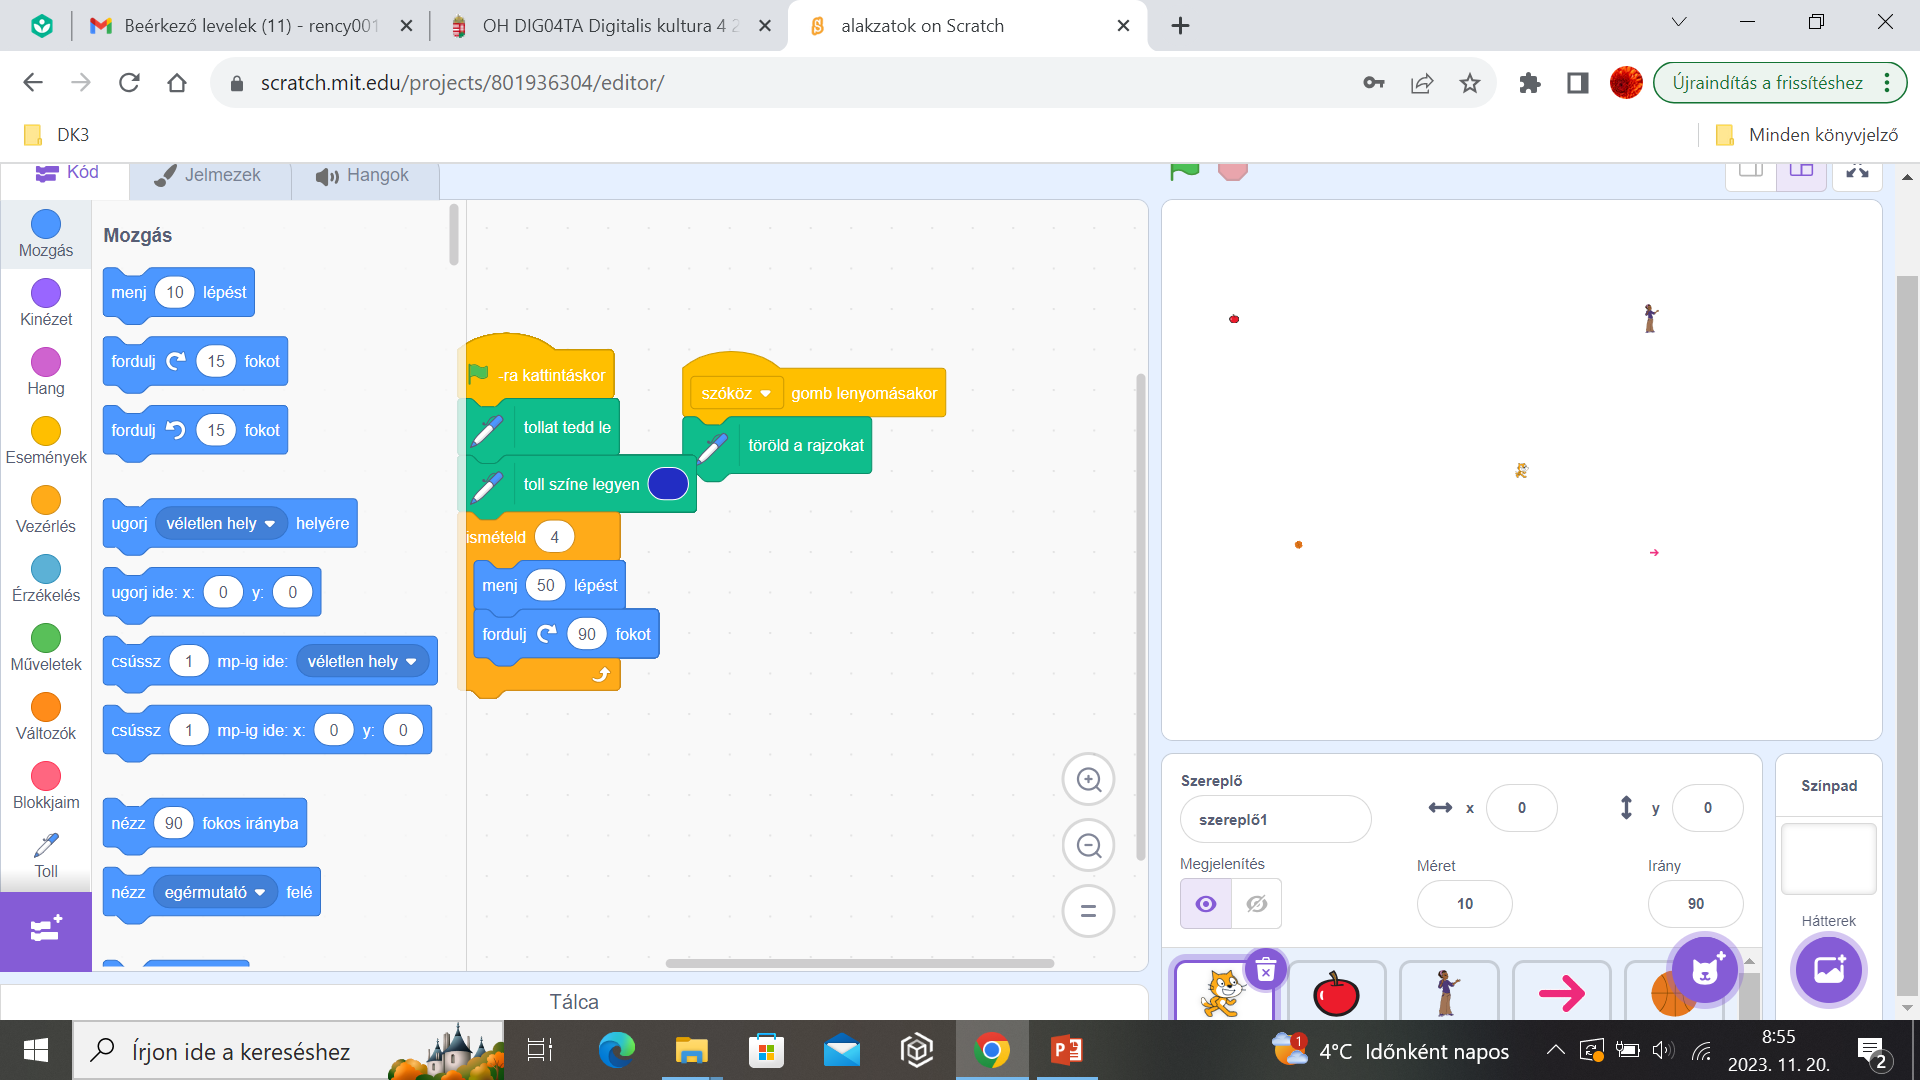 Beérkező levelek (11) - rency001
OH DIG04TA Digitalis kultura 4 2
alakzatok on Scratch
scratch.mit.edu/projects/801936304/editor/
Újraindítás a frissítéshez
DK3
Minden könyvjelző
Kód
Jelmezek
Hangok
Mozgás
Kinézet
Hang
Események
Vezérlés
Érzékelés
Műveletek
Változók
Blokkjaim
Toll
Mozgás
menj 10 lépést
fordulj 15 fokot
fordulj 15 fokot
ugorj véletlen hely helyére
ugorj ide: x: 0 y: 0
csússz 1 mp-ig ide: véletlen hely
csússz 1 mp-ig ide: x: 0 y: 0
nézz 90 fokos irányba
nézz egérmutató felé
-ra kattintáskor
tollat tedd le
toll színe legyen
ismételd 4
menj 50 lépést
fordulj 90 fokot
szóköz gomb lenyomásakor
töröld a rajzokat
Tálca
Szereplő
szereplő1
x 0
y 0
Megjelenítés
Méret
10
Irány
90
Színpad
Hátterek
Írjon ide a kereséshez
1
4°C Időnként napos
8:55
2023. 11. 20.
2